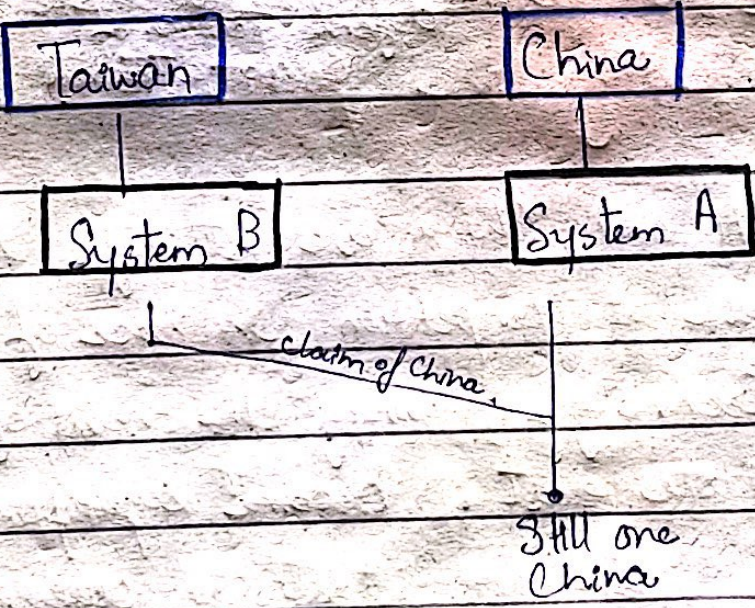 Taiwan
China
System B
System A
claim of China.
Still one
China